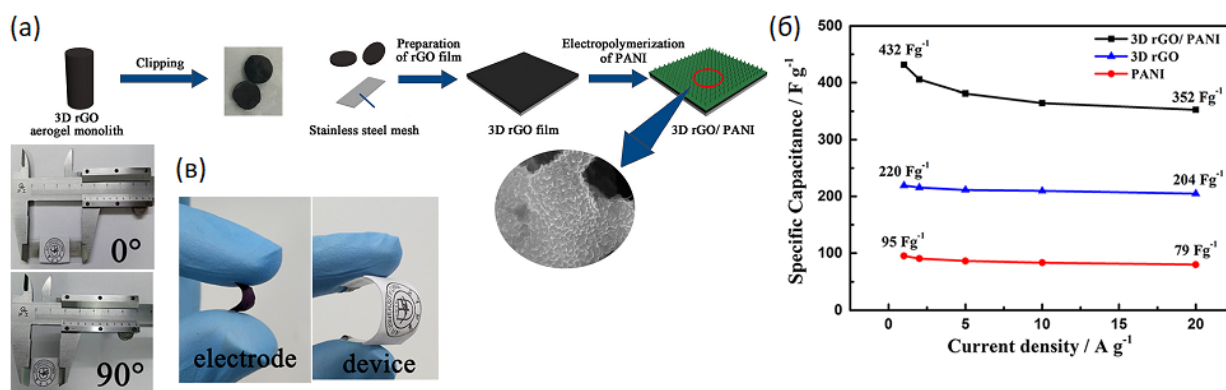 (а)
Clipping
3D rGO
aerogel monolith
Preparation
of rGO film
Stainless steel mesh
3D rGO film
Electropolymerization
of PANI
3D rGO/ PANI
0°
90°
(в)
electrode
device
(б)
Specific Capacitance / F g⁻¹
500
400
300
200
100
0
432 Fg⁻¹
352 Fg⁻¹
220 Fg⁻¹
204 Fg⁻¹
95 Fg⁻¹
79 Fg⁻¹
3D rGO/ PANI
3D rGO
PANI
0
5
10
15
20
Current density / A g⁻¹